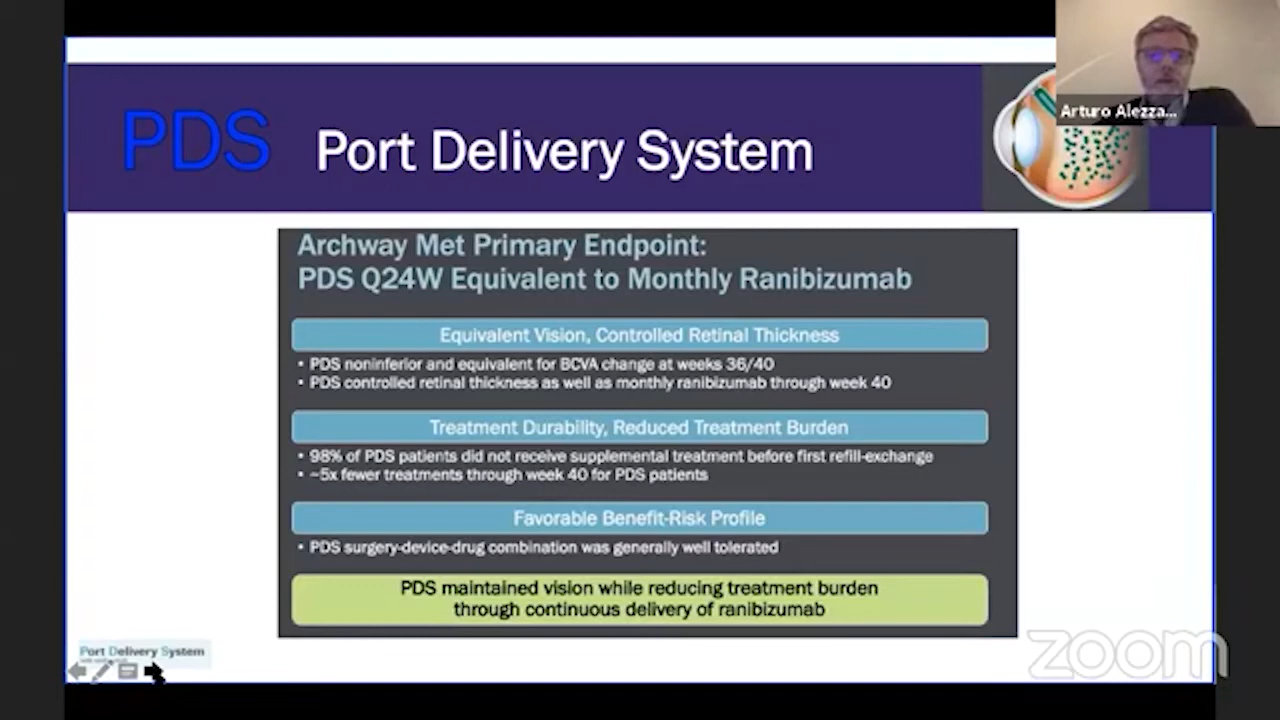 Arturo Alezza...
PDS Port Delivery System
Archway Met Primary Endpoint:
PDS Q24W Equivalent to Monthly Ranibizumab
Equivalent Vision, Controlled Retinal Thickness
• PDS noninferior and equivalent for BCVA change at weeks 36/40
• PDS controlled retinal thickness as well as monthly ranibizumab through week 40
Treatment Durability, Reduced Treatment Burden
• 98% of PDS patients did not receive supplemental treatment before first refill-exchange
• ~5x fewer treatments through week 40 for PDS patients
Favorable Benefit-Risk Profile
• PDS surgery-device-drug combination was generally well tolerated
PDS maintained vision while reducing treatment burden
through continuous delivery of ranibizumab
Port Delivery System
zoom